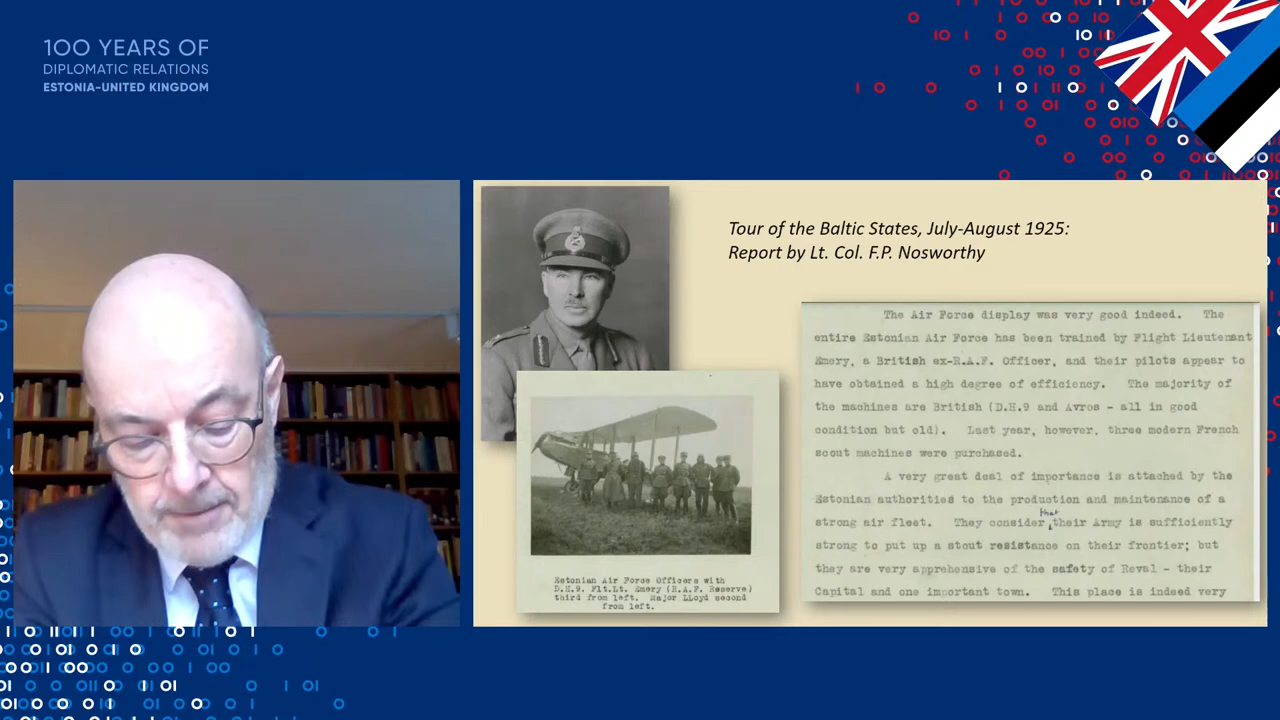 100 YEARS OF
DIPLOMATIC RELATIONS
ESTONIA-UNITED KINGDOM
Tour of the Baltic States, July-August 1925:
Report by Lt. Col. F.P. Nosworthy
The Air Force display was very good indeed. The
entire Estonian Air Force has been trained by Flight Lieutenant
Emery, a British ex-R.A.F. Officer, and their pilots appear to
have obtained a high degree of efficiency. The majority of
the machines are British (D.H.9 and Avros - all in good
condition but old). Last year, however, three modern French
scout machines were purchased.
A very great deal of importance is attached by the
Estonian authorities to the production and maintenance of a
strong air fleet. They consider that their Army is sufficiently
strong to put up a stout resistance on their frontier; but
they are very apprehensive of the safety of Reval - their
Capital and one important town. This place is indeed very
Estonian Air Force Officers with
D.H.9. Flt.Lt. Emery (R.A.F. Reserve)
third from left. Major LLoyd second
from left.